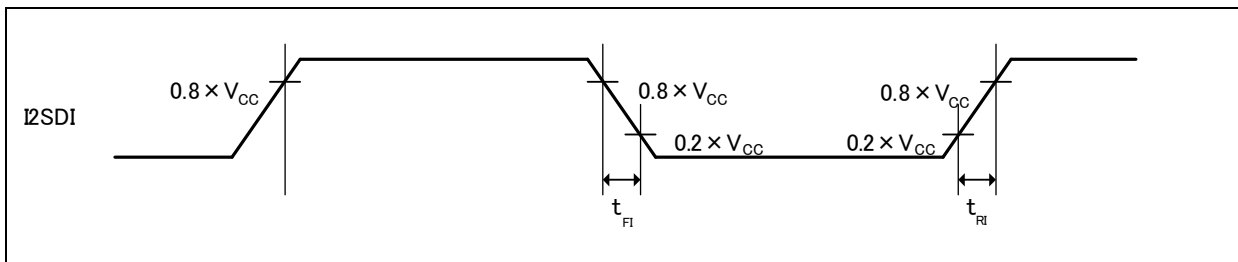 0.8 × VCC
0.8 × VCC
0.8 × VCC
I2SDI
0.2 × VCC
0.2 × VCC
tFI
tRI